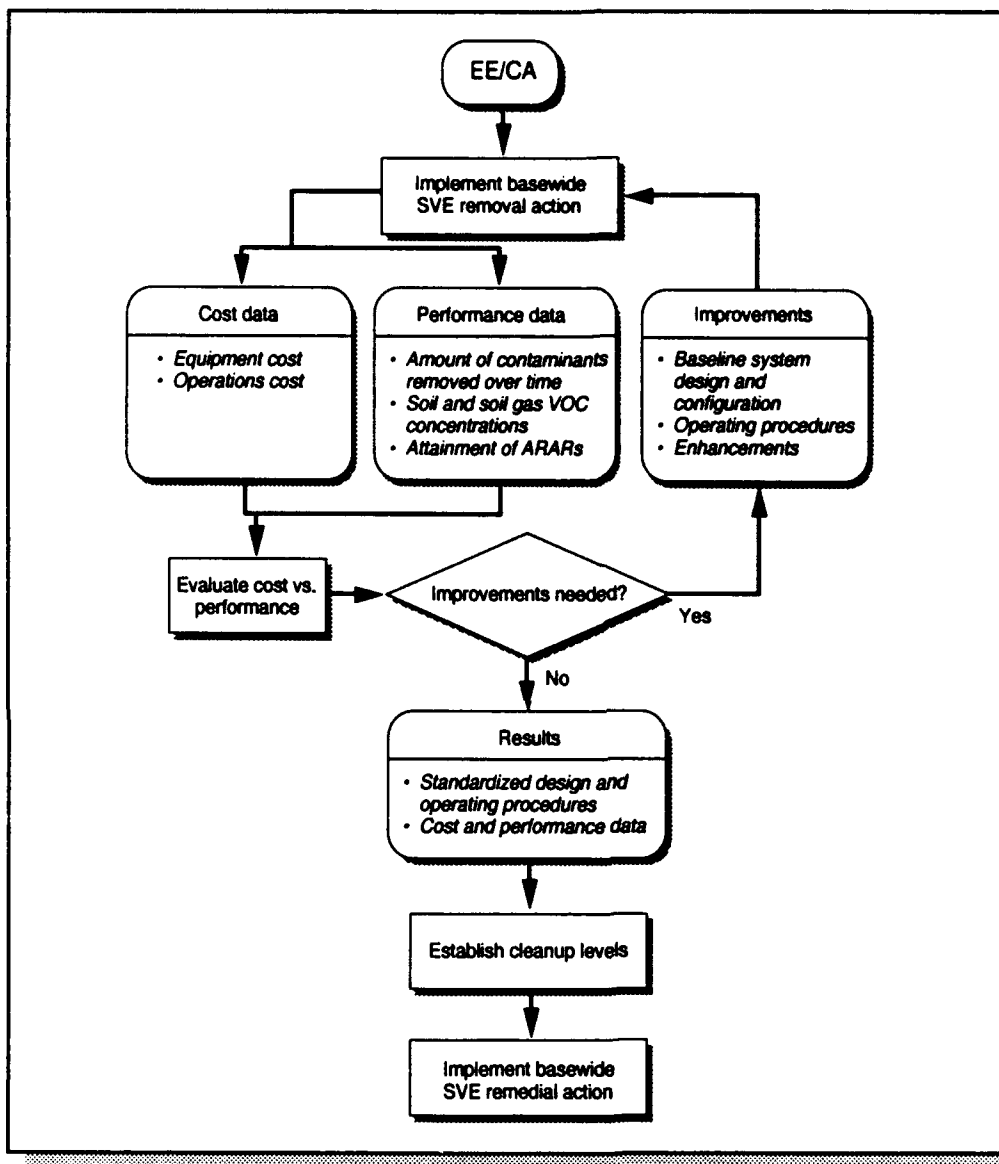 EE/CA
Implement basewide
SVE removal action
Cost data
• Equipment cost
• Operations cost
Performance data
• Amount of contaminants
removed over time
• Soil and soil gas VOC
concentrations
• Attainment of ARARs
Improvements
• Baseline system
design and
configuration
• Operating procedures
• Enhancements
Evaluate cost vs.
performance
Improvements needed?
Yes
No
Results
• Standardized design and
operating procedures
• Cost and performance data
Establish cleanup levels
Implement basewide
SVE remedial action